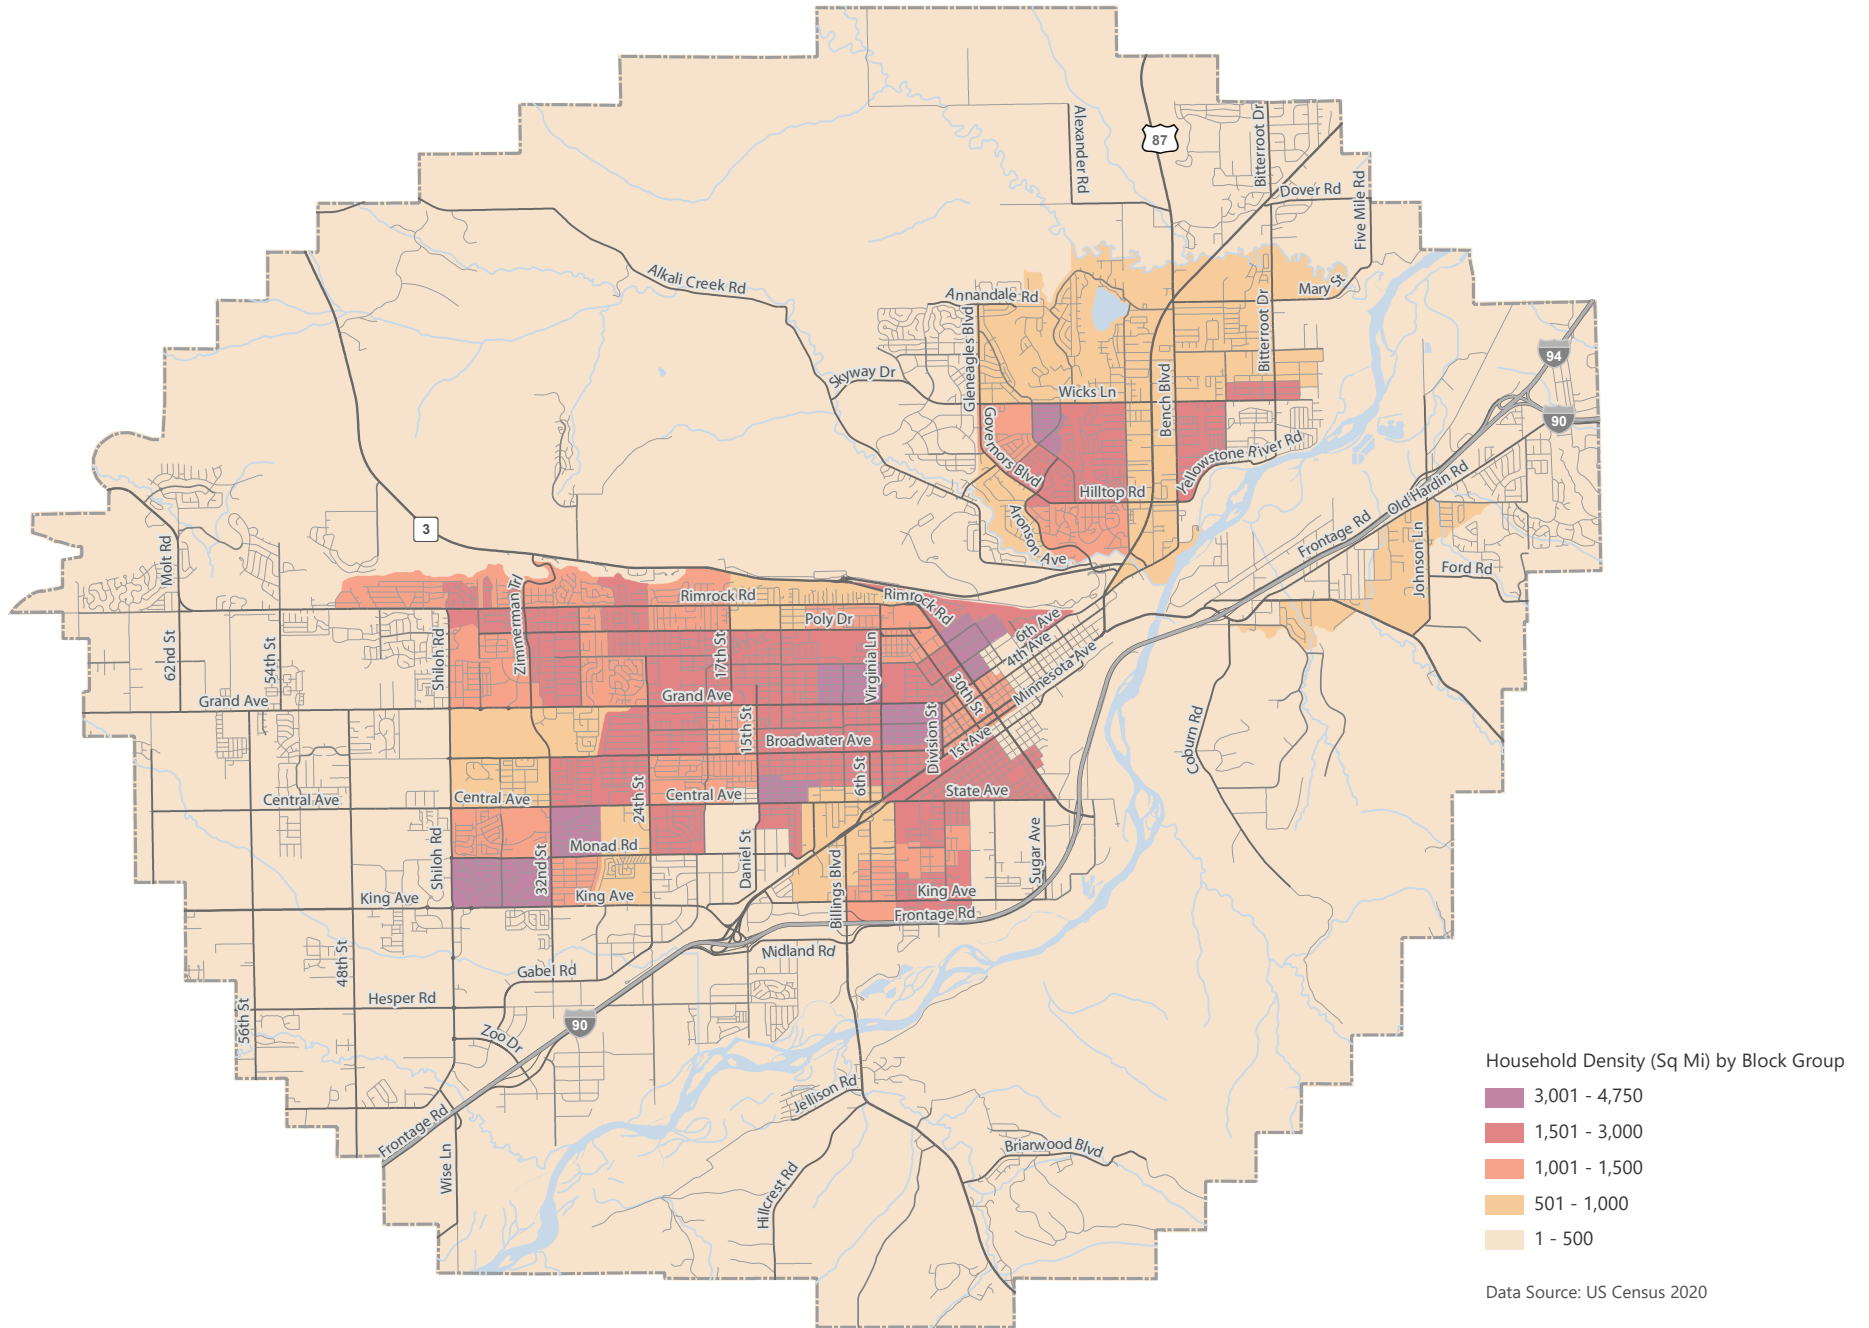 Alexander Rd
87
Bitterroot Dr
Dover Rd
Five Mile Rd
Alkali Creek Rd
Annandale Rd
Mary St
Gleneagles Blvd
Bitterroot Dr
94
Skyway Dr
Wicks Ln
Bench Blvd
90
Governors Blvd
Yellowstone River Rd
Hilltop Rd
Old Hardin Rd
3
Aronson Ave
Frontage Rd
Johnson Ln
Ford Rd
Molt Rd
Zimmerman Trl
Rimrock Rd
Rimrock Rd
Poly Dr
6th Ave
4th Ave
Minnesota Ave
62nd St
54th St
Shiloh Rd
17th St
Virginia Ln
30th St
Grand Ave
Grand Ave
15th St
Broadwater Ave
Division St
1st Ave
Coburn Rd
6th St
Central Ave
Central Ave
24th St
Central Ave
State Ave
Shiloh Rd
32nd St
Monad Rd
Daniel St
Billings Blvd
Sugar Ave
King Ave
King Ave
King Ave
Frontage Rd
48th St
Gabel Rd
Midland Rd
56th St
Hesper Rd
90
Zoo Dr
Jellison Rd
Frontage Rd
Wise Ln
Hillcrest Rd
Briarwood Blvd
Household Density (Sq Mi) by Block Group
3,001 - 4,750
1,501 - 3,000
1,001 - 1,500
501 - 1,000
1 - 500
Data Source: US Census 2020